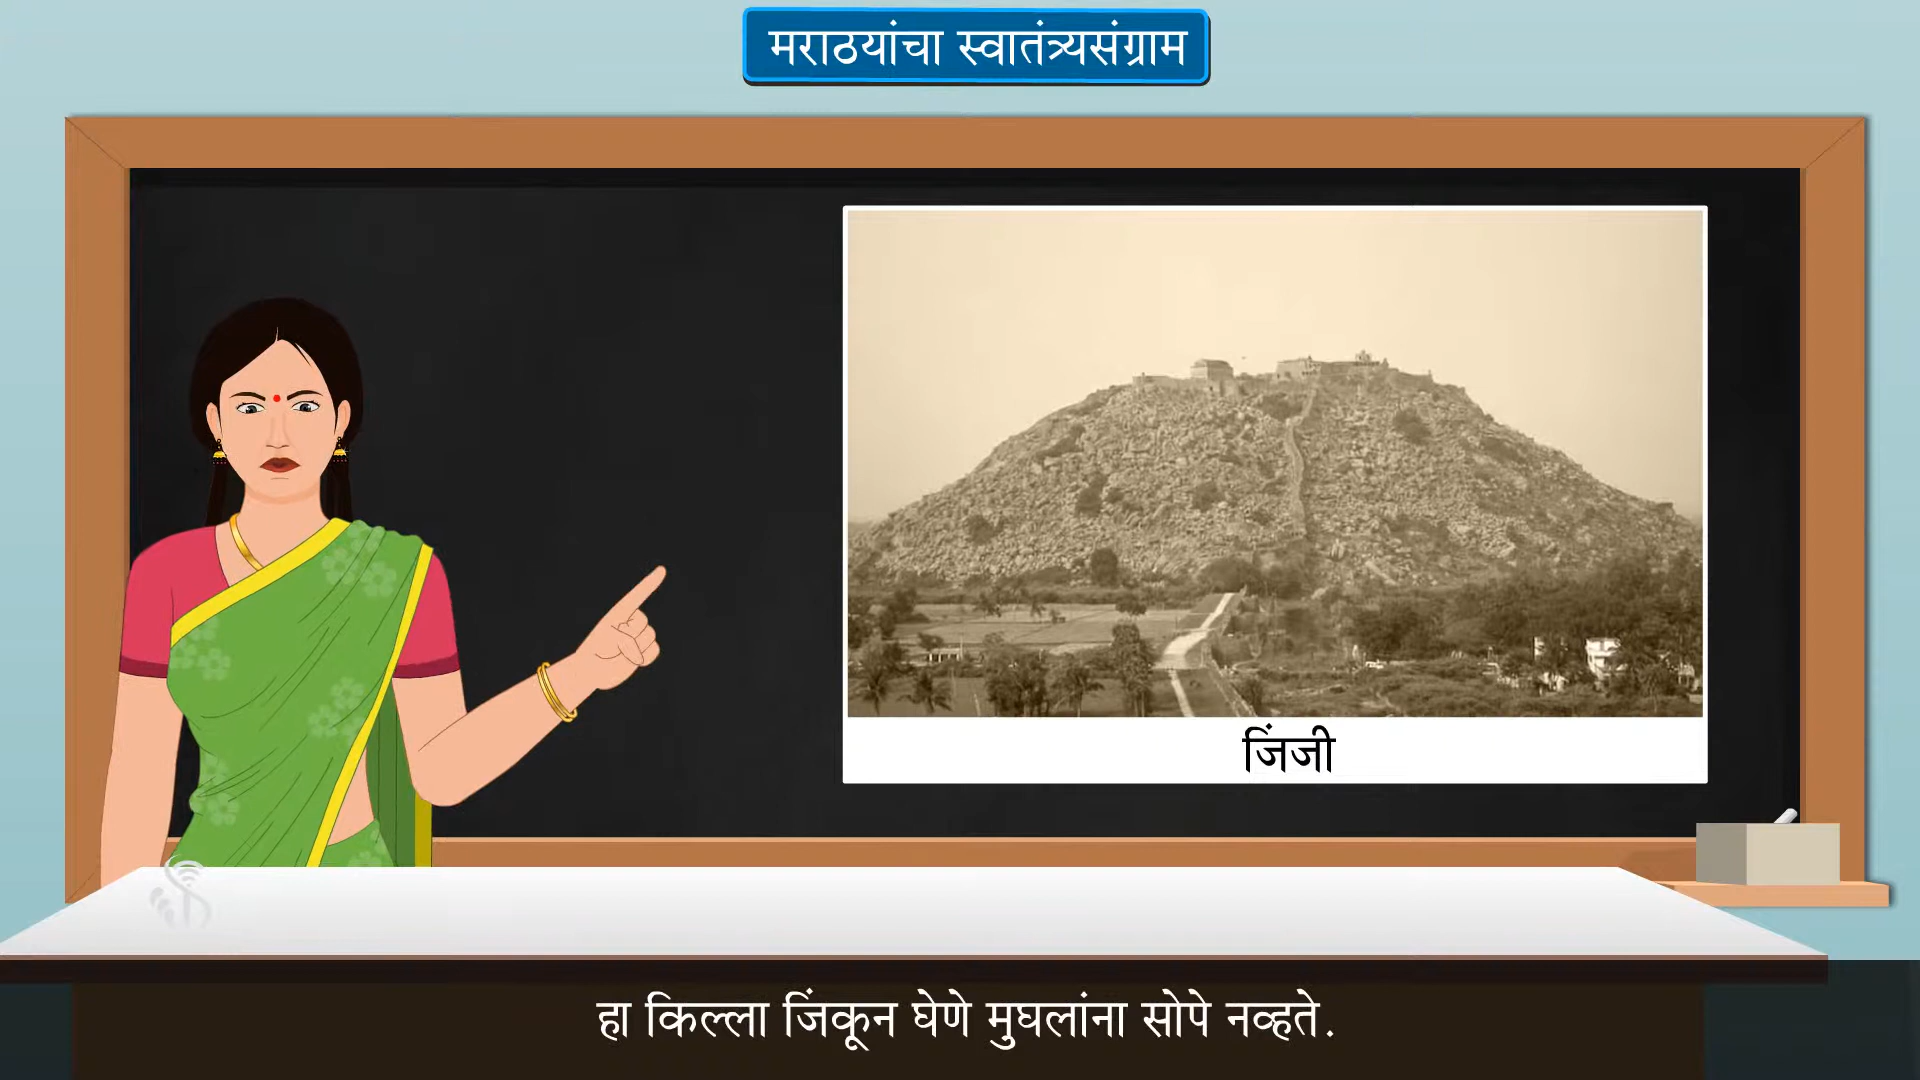 मराठयांचा स्वातंत्र्यसंग्राम
जिंजी
हा किल्ला जिंकून घेणे मुघलांना सोपे नव्हते.